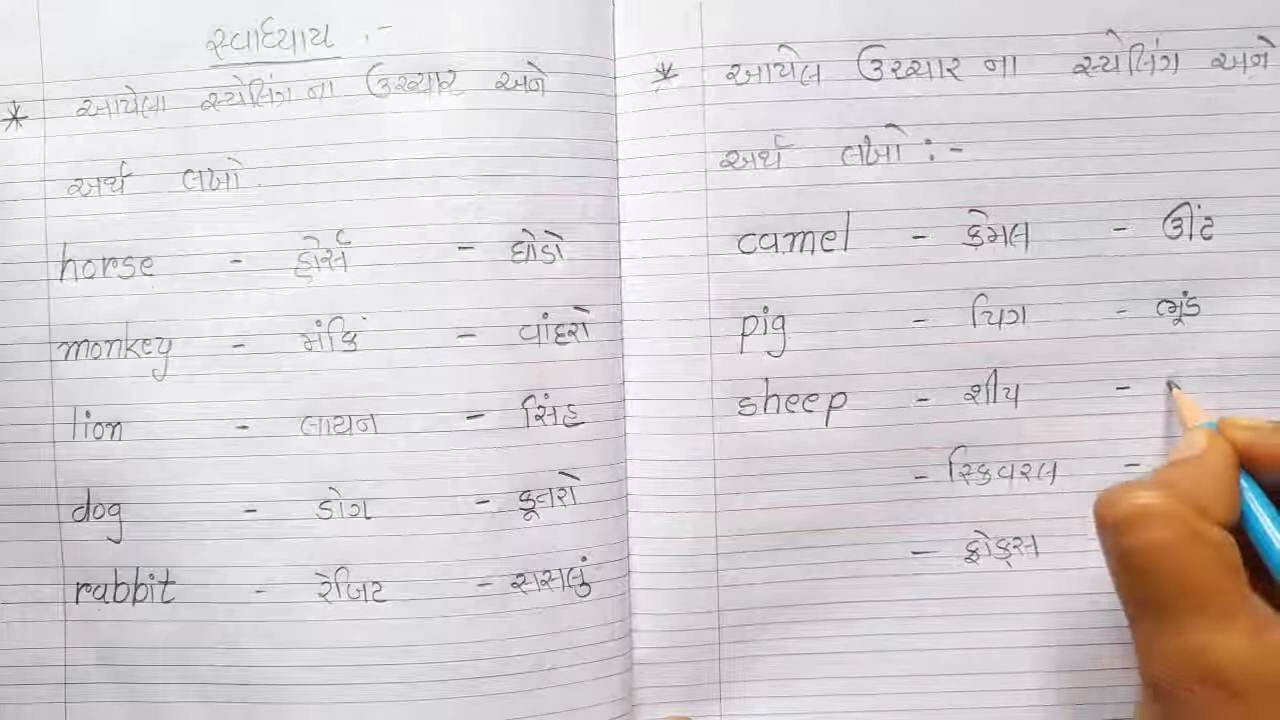 સ્વાધ્યાય :-
* આપેલા સ્પેલિંગ ના ઉચ્ચાર અને
અર્થ લખો.
horse - હોર્સ - ઘોડો
monkey - મંકિ - વાંદરો
lion - લાયન - સિંહ
dog - ડોગ - કૂતરો
rabbit - રેબિટ - સસલું
* આપેલ ઉચ્ચાર ના સ્પેલિંગ અને
અર્થ લખો :-
camel - કેમલ - ઊંટ
pig - પિગ - ભૂંડ
sheep - શીપ -
- સ્કિવરલ -
- ફોક્સ